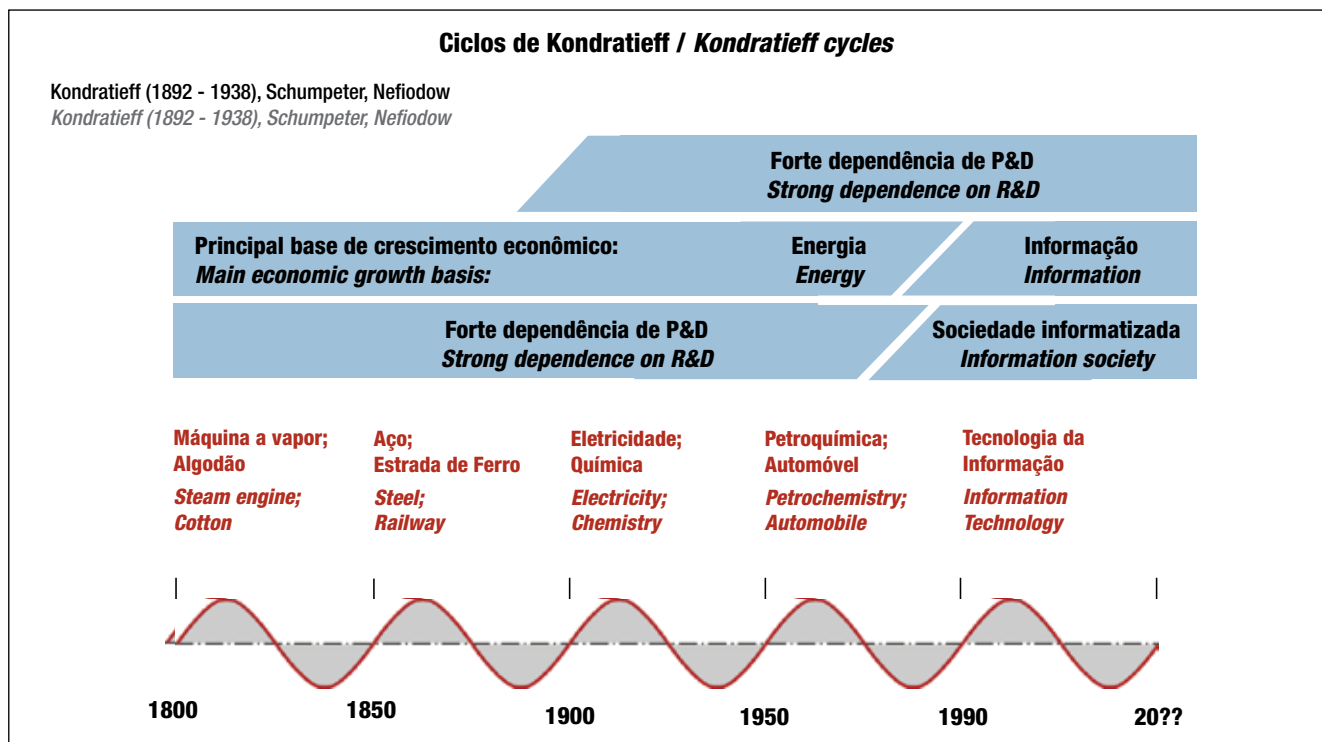 Ciclos de Kondratieff / Kondratieff cycles
Kondratieff (1892 - 1938), Schumpeter, Nefiodow
Kondratieff (1892 - 1938), Schumpeter, Nefiodow
Forte dependência de P&D
Strong dependence on R&D
Principal base de crescimento econômico:
Main economic growth basis:
Energia
Energy
Informação
Information
Forte dependência de P&D
Strong dependence on R&D
Sociedade informatizada
Information society
Máquina a vapor;
Algodão
Steam engine;
Cotton
Aço;
Estrada de Ferro
Steel;
Railway
Eletricidade;
Química
Electricity;
Chemistry
Petroquímica;
Automóvel
Petrochemistry;
Automobile
Tecnologia da
Informação
Information
Technology
1800
1850
1900
1950
1990
20??